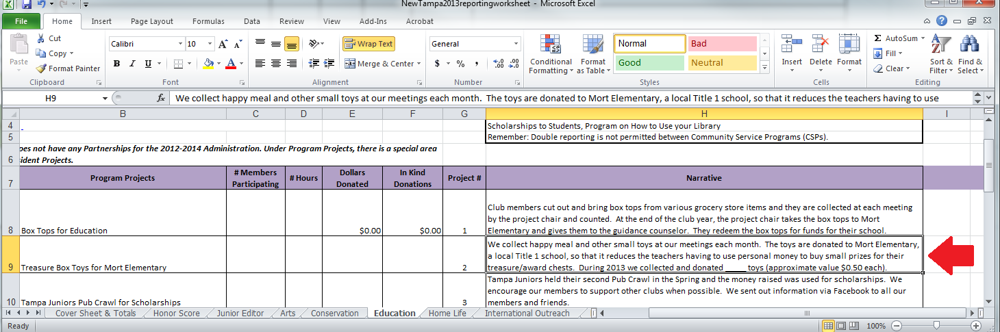 NewTampa2013reportingworksheet - Microsoft Excel
File Home Insert Page Layout Formulas Data Review View Add-Ins Acrobat
Paste
Cut
Copy
Format Painter
Clipboard
Calibri 10
B I U
Font
Wrap Text
Merge & Center
Alignment
General
$ % ,
Number
Conditional Formatting
Format as Table
Normal Bad
Good Neutral
Styles
Insert Delete Format
Cells
AutoSum
Fill
Clear
Sort & Filter
Find & Select
Editing
H9 fx We collect happy meal and other small toys at our meetings each month. The toys are donated to Mort Elementary, a local Title 1 school, so that it reduces the teachers having to use
B C D E F G H I
4 - Scholarships to Students, Program on How to Use your Library
5 Remember: Double reporting is not permitted between Community Service Programs (CSPs).
6 oes not have any Partnerships for the 2012-2014 Administration. Under Program Projects, there is a special area
ident Projects.
7 Program Projects # Members Participating # Hours Dollars Donated In Kind Donations Project # Narrative
Club members cut out and bring box tops from various grocery store items and they are collected at each meeting
by the project chair and counted. At the end of the club year, the project chair takes the box tops to Mort
8 Box Tops for Education $0.00 $0.00 1 Elementary and gives them to the guidance counselor. They redeem the box tops for funds for their school.
We collect happy meal and other small toys at our meetings each month. The toys are donated to Mort Elementary,
a local Title 1 school, so that it reduces the teachers having to use personal money to buy small prizes for their
9 Treasure Box Toys for Mort Elementary 2 treasure/award chests. During 2013 we collected and donated _____ toys (approximate value $0.50 each).
Tampa Juniors held their second Pub Crawl in the Spring and the money raised was used for scholarships. We
encourage our members to support other clubs when possible. We sent out information via Facebook to all our
10 Tampa Juniors Pub Crawl for Scholarships 3 members and friends.
Cover Sheet & Totals Honor Score Junior Editor Arts Conservation Education Home Life International Outreach
Ready 100%